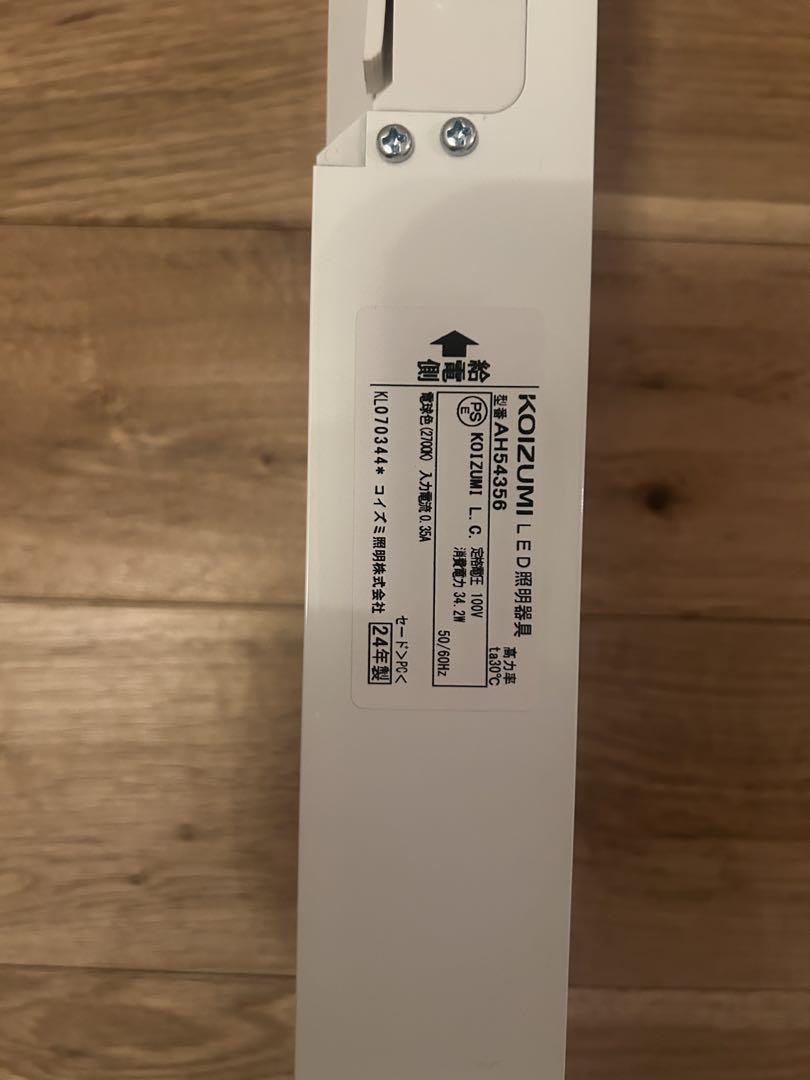 給電側
KOIZUMI LED照明器具
型番 AH54356
高力率
ta30℃
PSE KOIZUMI L.C. 定格電圧 100V
消費電力 34.2W
50/60Hz
電球色(2700K) 入力電流 0.35A
セード>PC<
KL070344* コイズミ照明株式会社 24年製